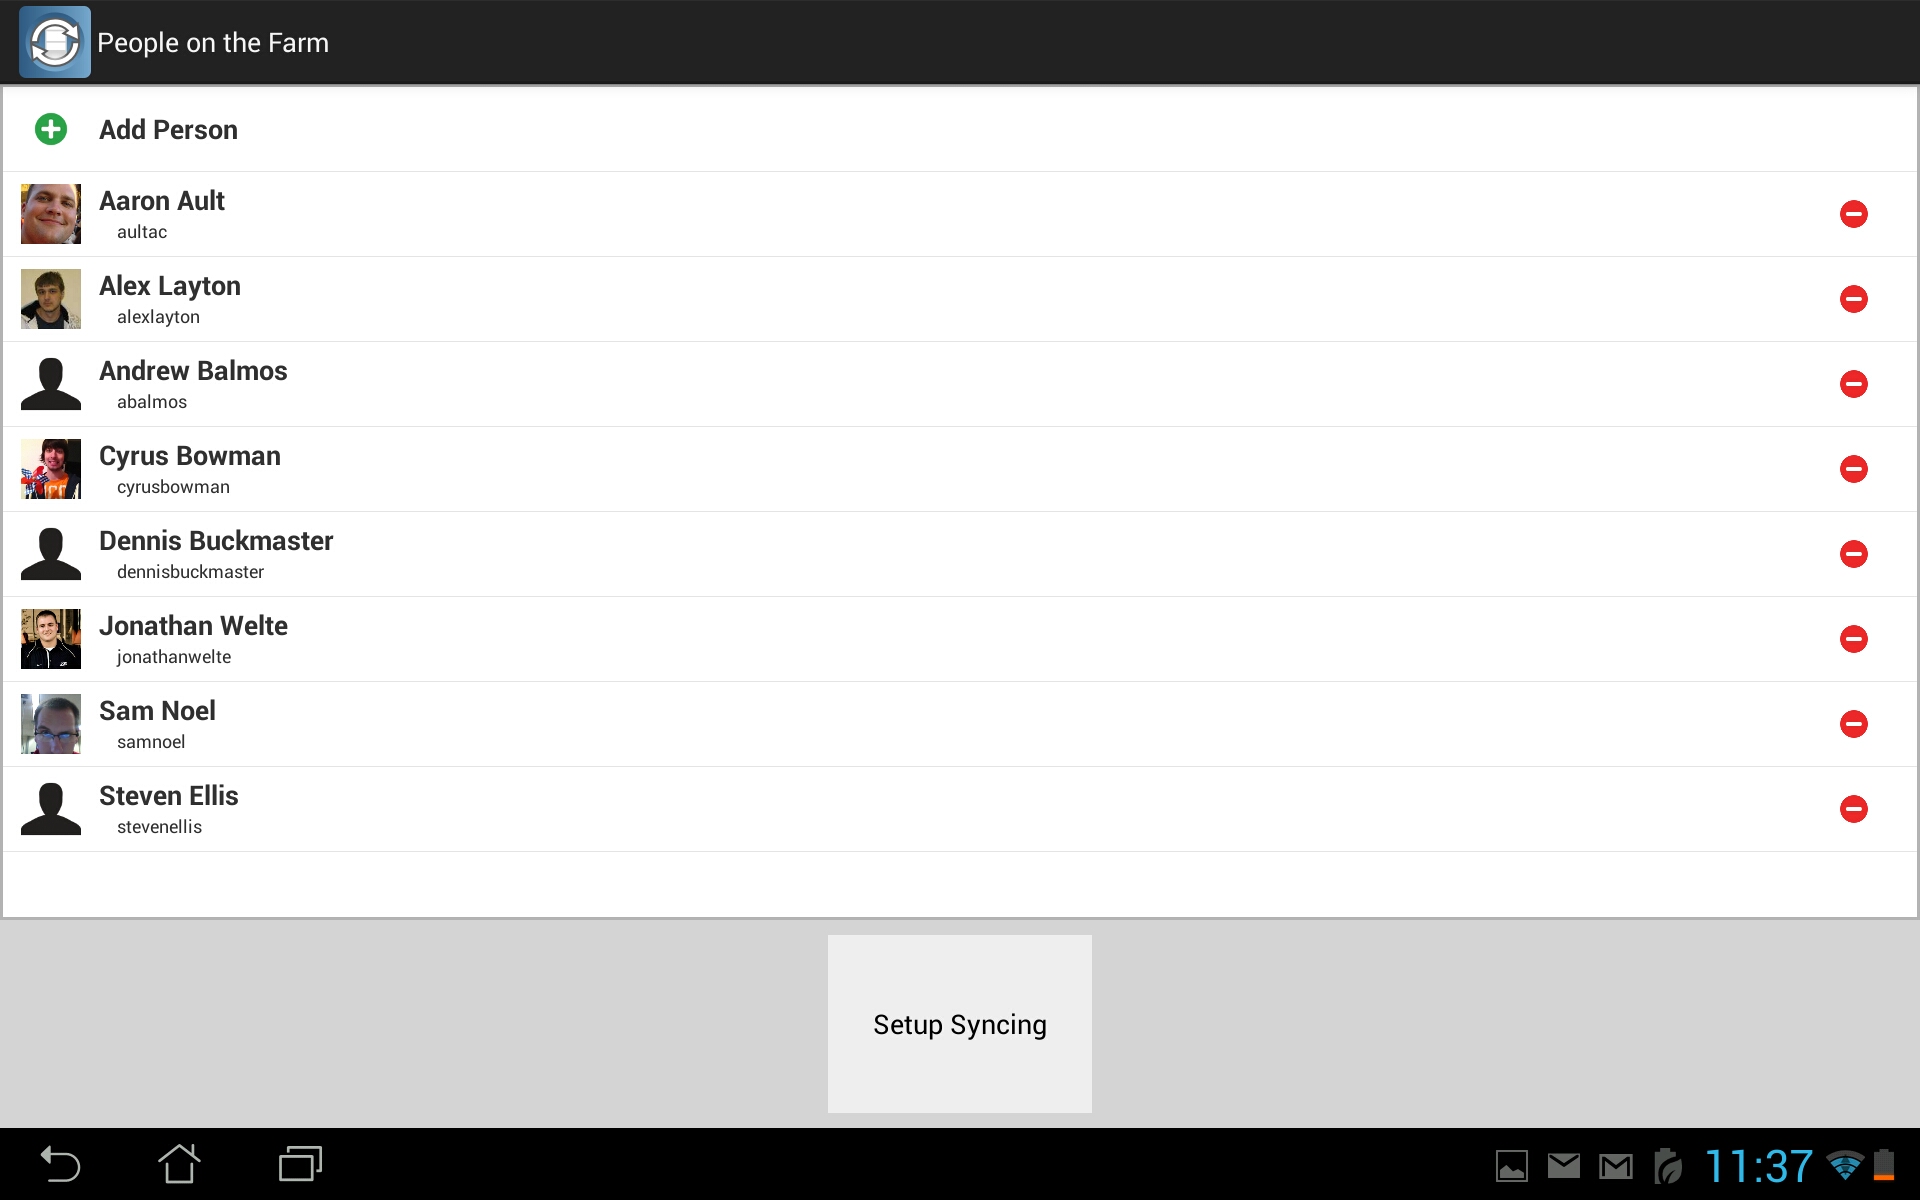 People on the Farm
Add Person
Aaron Ault
aultac
Alex Layton
alexlayton
Andrew Balmos
abalmos
Cyrus Bowman
cyrusbowman
Dennis Buckmaster
dennisbuckmaster
Jonathan Welte
jonathanwelte
Sam Noel
samnoel
Steven Ellis
stevenellis
Setup Syncing
11:37